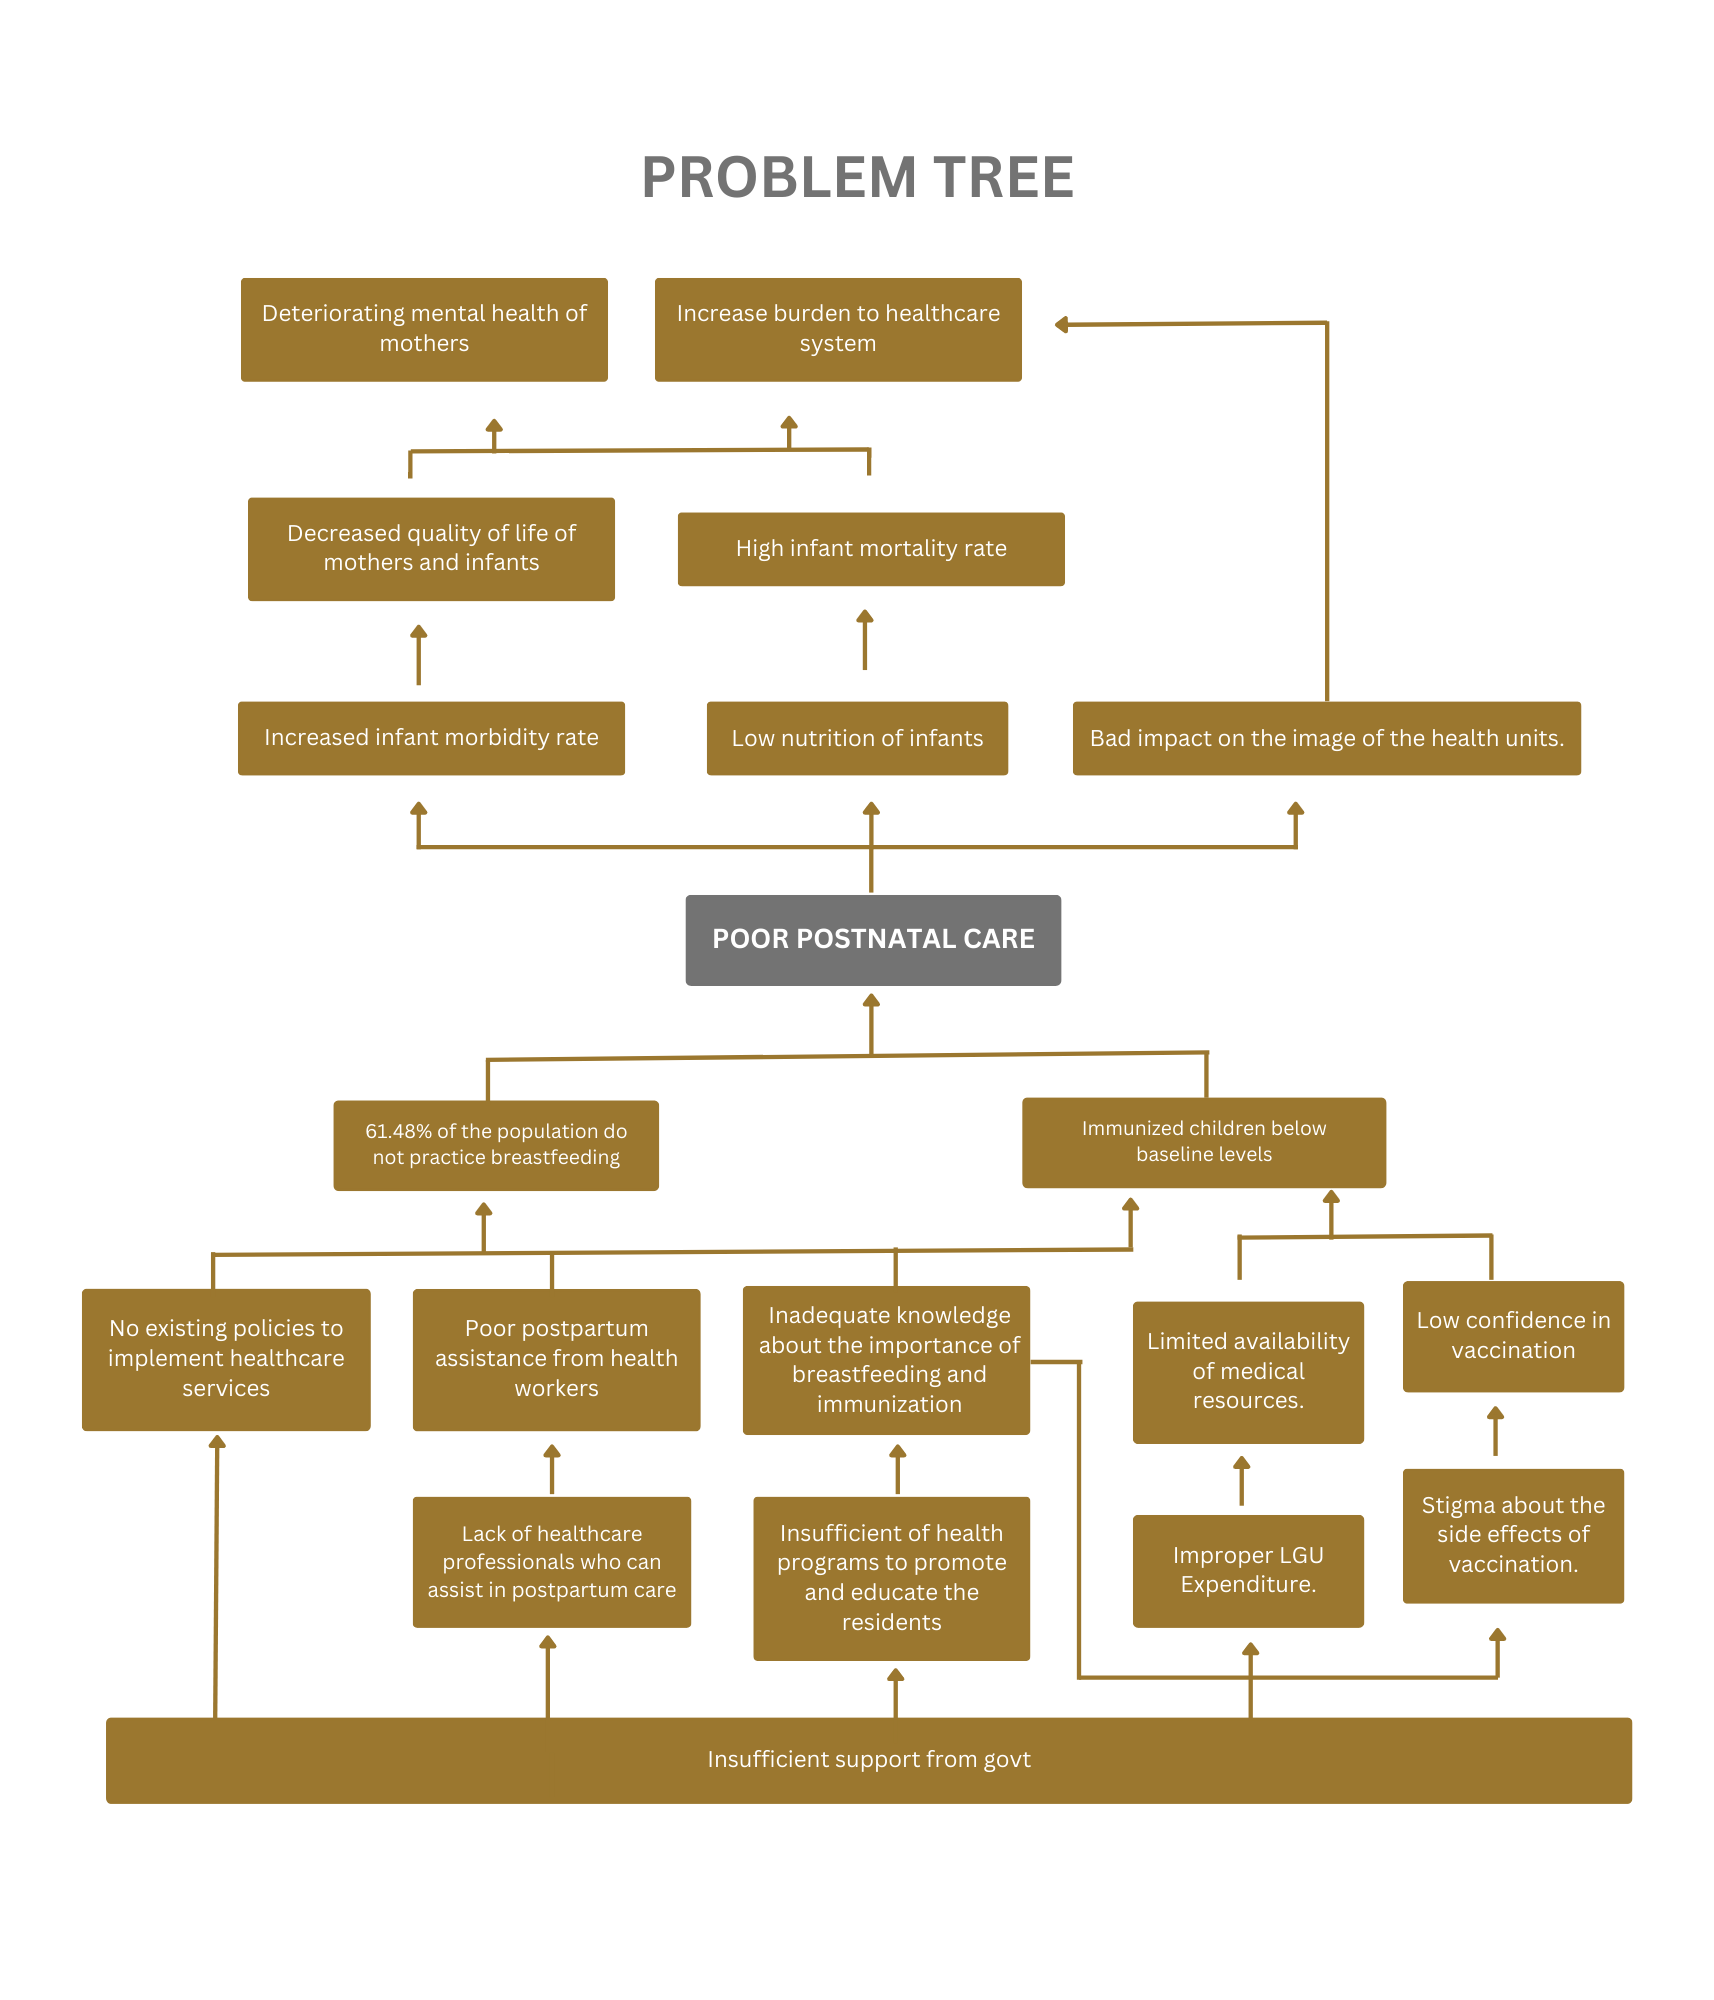 PROBLEM TREE
Deteriorating mental health of
mothers
Increase burden to healthcare
system
Decreased quality of life of
mothers and infants
High infant mortality rate
Increased infant morbidity rate
Low nutrition of infants
Bad impact on the image of the health units.
POOR POSTNATAL CARE
61.48% of the population do
not practice breastfeeding
Immunized children below
baseline levels
No existing policies to
implement healthcare
services
Poor postpartum
assistance from health
workers
Inadequate knowledge
about the importance of
breastfeeding and
immunization
Limited availability
of medical
resources.
Low confidence in
vaccination
Lack of healthcare
professionals who can
assist in postpartum care
Insufficient of health
programs to promote
and educate the
residents
Improper LGU
Expenditure.
Stigma about the
side effects of
vaccination.
Insufficient support from govt